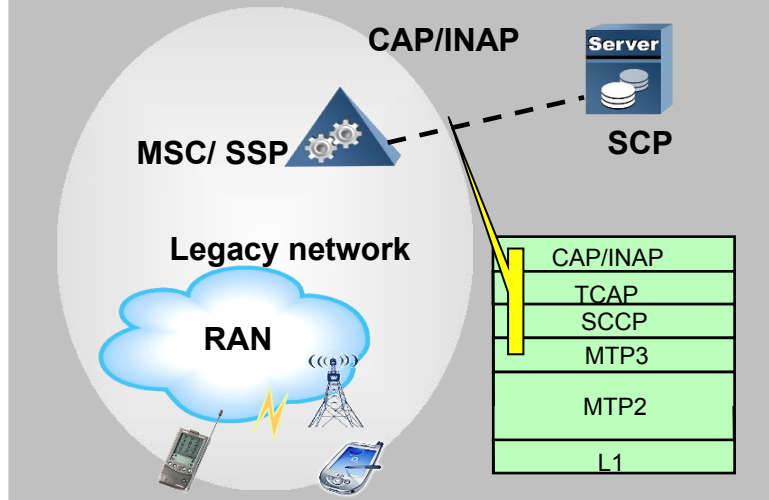 CAP/INAP
Server
SCP
MSC/ SSP
Legacy network
RAN
CAP/INAP
TCAP
SCCP
MTP3
MTP2
L1